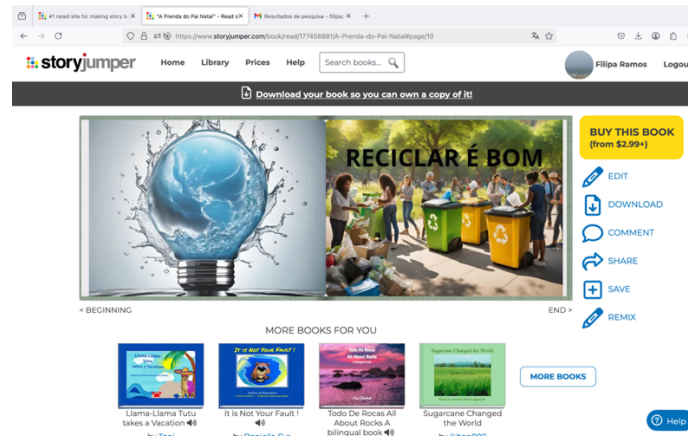 #1 rated site for making story b
"A Prenda do Pai Natal" - Read s
Resultados de pesquisa - filipa
https://www.storyjumper.com/book/read/177456881/A-Prenda-do-Pai-Natal#page/10
storyjumper
Home Library Prices Help Search books... Filipa Ramos Logou
Download your book so you can own a copy of it!
RECICLAR É BOM
BUY THIS BOOK
(from $2.99+)
EDIT
DOWNLOAD
COMMENT
SHARE
SAVE
REMIX
< BEGINNING END >
MORE BOOKS FOR YOU
Llama-Llama Tutu
takes a Vacation
IT IS NOT YOUR FAULT !
It is Not Your Fault !
Todo De Rocas
All About Rocks
Todo De Rocas All
About Rocks A
bilingual book
Sugarcane Changed the World
Sugarcane Changed
the World
MORE BOOKS
Help